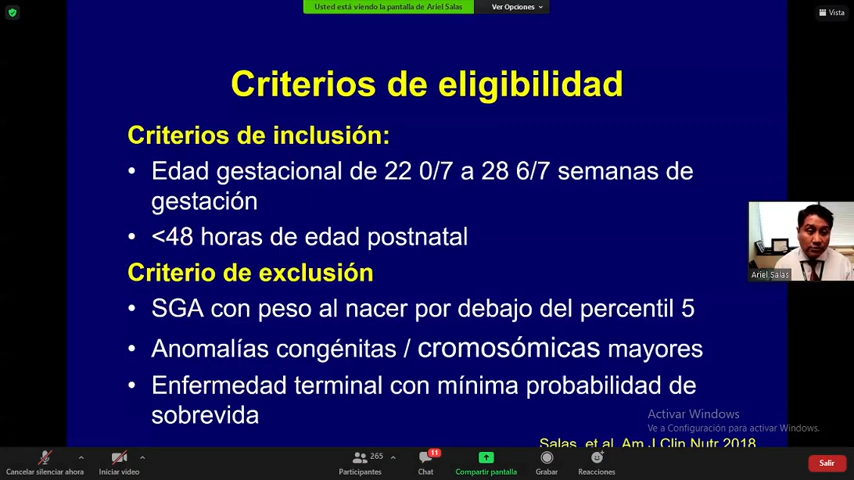 Usted está viendo la pantalla de Ariel Salas
Ver Opciones
Vista
Criterios de eligibilidad
Criterios de inclusión:
• Edad gestacional de 22 0/7 a 28 6/7 semanas de
gestación
• <48 horas de edad postnatal
Criterio de exclusión
• SGA con peso al nacer por debajo del percentil 5
• Anomalías congénitas / cromosómicas mayores
• Enfermedad terminal con mínima probabilidad de
sobrevida
Ariel Salas
Activar Windows
Ve a Configuración para activar Windows.
Salas, et al. Am J Clin Nutr 2018
Cancelar silenciar ahora
Iniciar video
265
Participantes
11
Chat
Compartir pantalla
Grabar
Reacciones
Salir